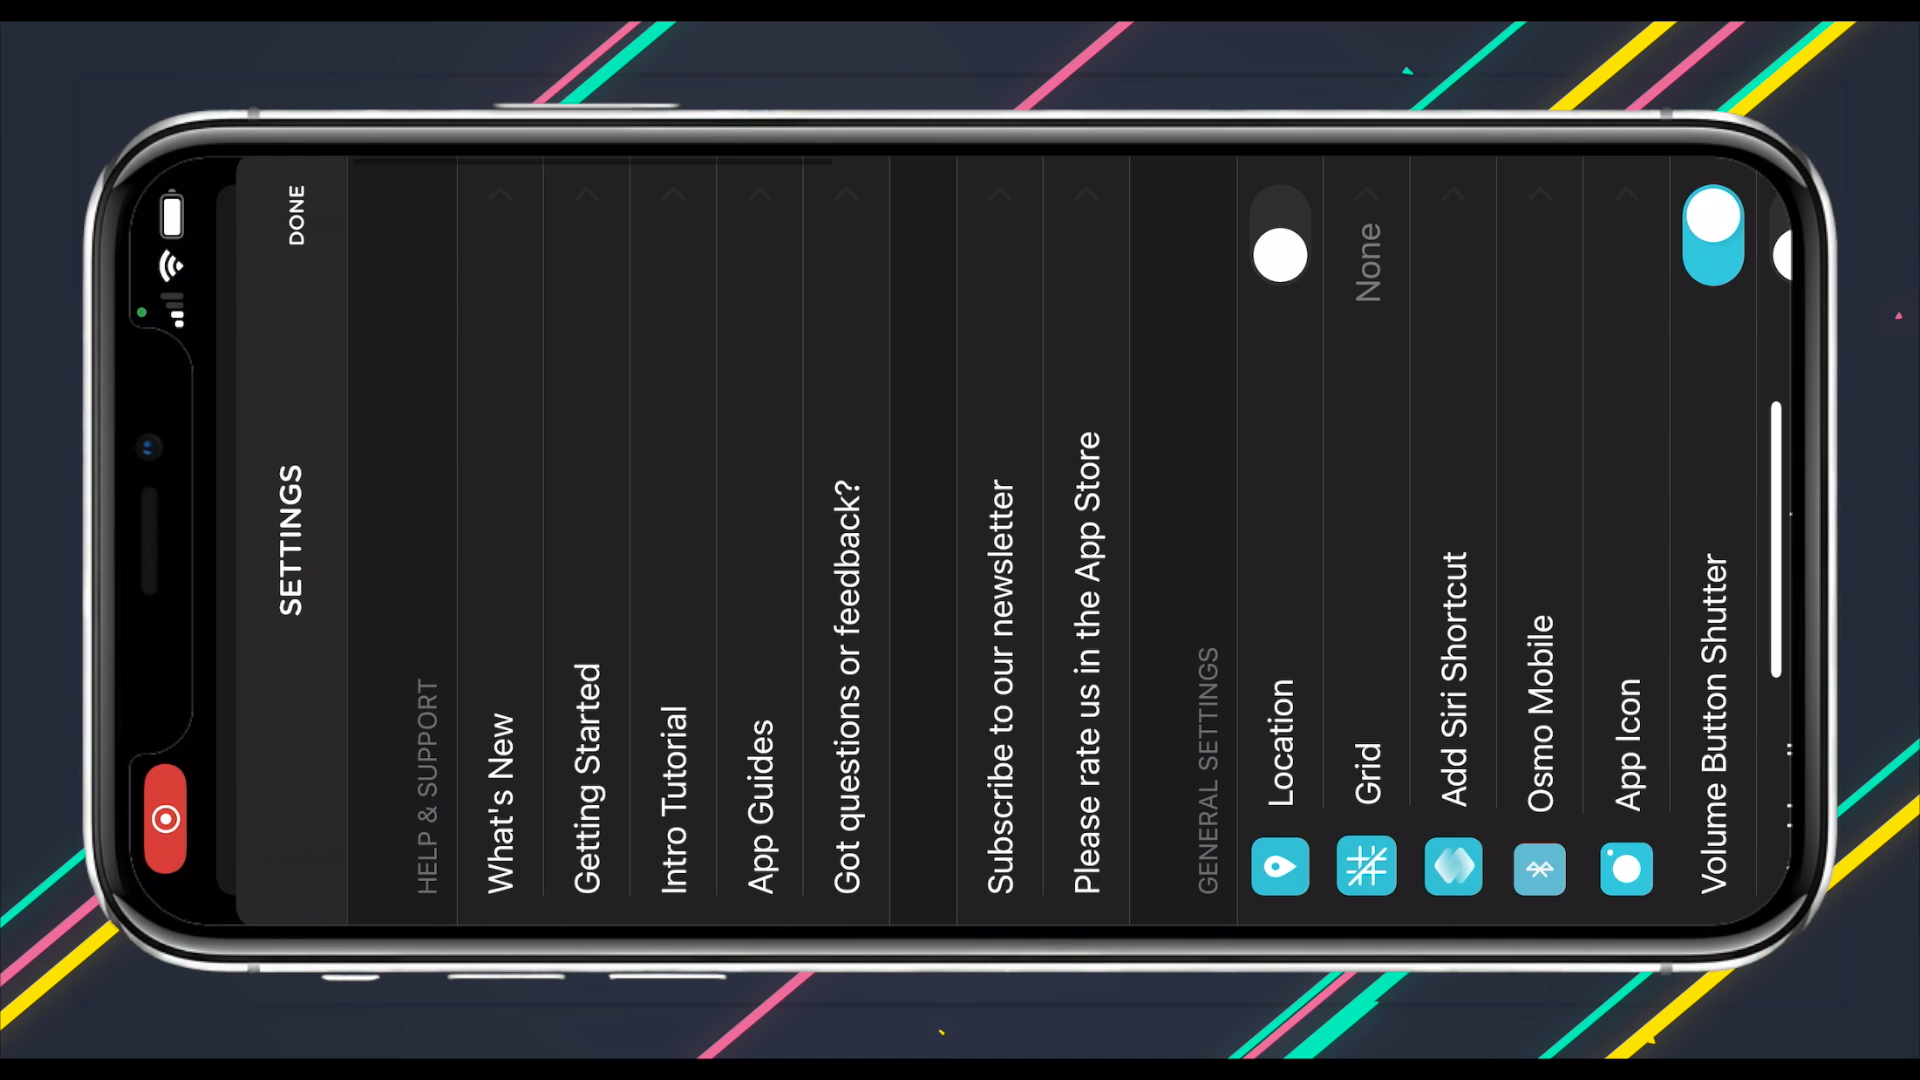 SETTINGS
DONE
HELP & SUPPORT
What's New
Getting Started
Intro Tutorial
App Guides
Got questions or feedback?
Subscribe to our newsletter
Please rate us in the App Store
GENERAL SETTINGS
Location
Grid
None
Add Siri Shortcut
Osmo Mobile
App Icon
Volume Button Shutter